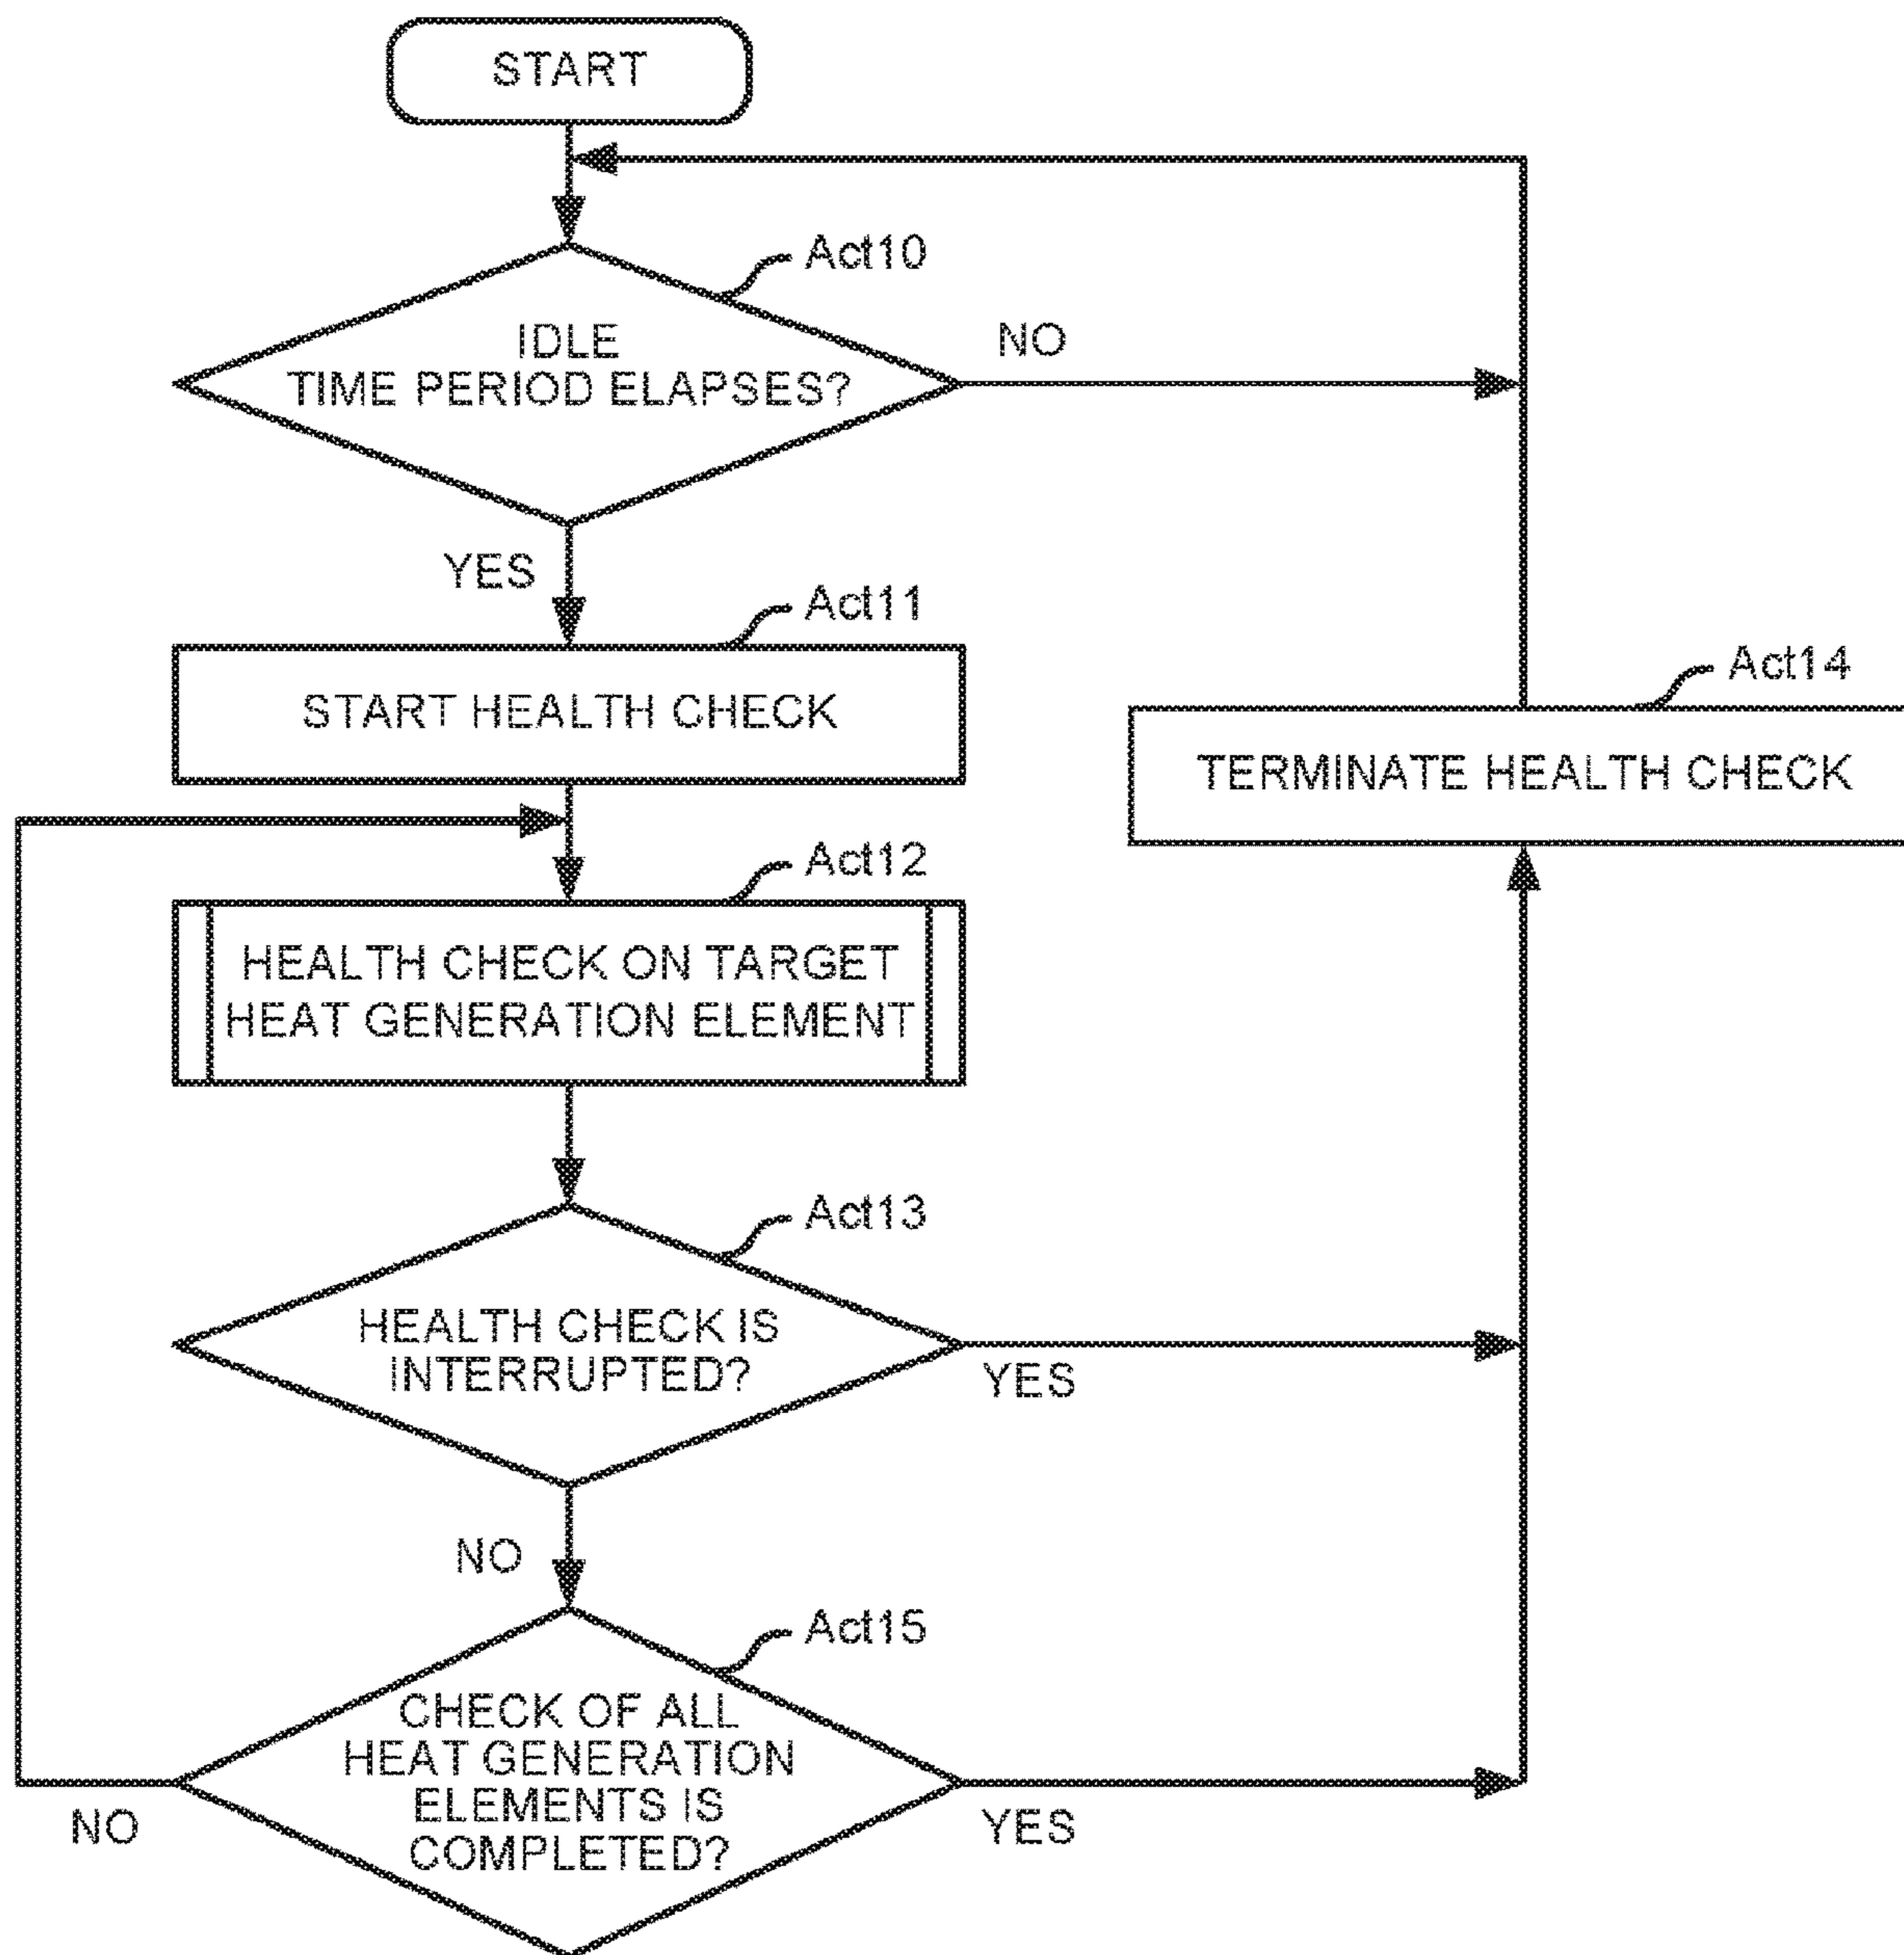 START
Act10
IDLE
TIME PERIOD ELAPSES?
NO
YES
Act11
START HEALTH CHECK
Act14
TERMINATE HEALTH CHECK
Act12
HEALTH CHECK ON TARGET
HEAT GENERATION ELEMENT
Act13
HEALTH CHECK IS
INTERRUPTED?
YES
NO
Act15
CHECK OF ALL
HEAT GENERATION
ELEMENTS IS
COMPLETED?
NO
YES